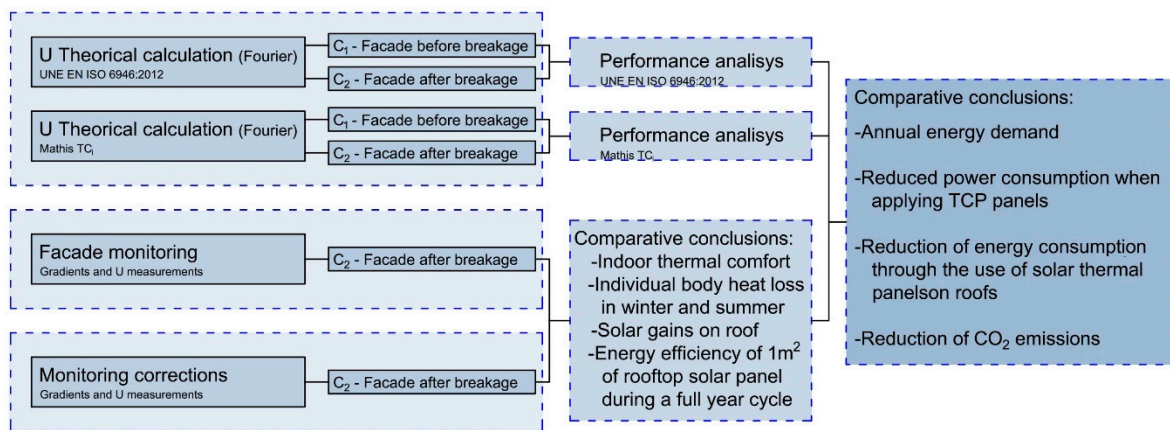 U Theorical calculation (Fourier)
UNE EN ISO 6946:2012
C₁ - Facade before breakage
C₂ - Facade after breakage
U Theorical calculation (Fourier)
Mathis TCᵢ
C₁ - Facade before breakage
C₂ - Facade after breakage
Performance analisys
UNE EN ISO 6946:2012
Performance analisys
Mathis TCᵢ
Facade monitoring
Gradients and U measurements
C₂ - Facade after breakage
Monitoring corrections
Gradients and U measurements
C₂ - Facade after breakage
Comparative conclusions:
-Indoor thermal comfort
-Individual body heat loss
in winter and summer
-Solar gains on roof
-Energy efficiency of 1m²
of rooftop solar panel
during a full year cycle
Comparative conclusions:
-Annual energy demand
-Reduced power consumption when
applying TCP panels
-Reduction of energy consumption
through the use of solar thermal
panelson roofs
-Reduction of CO₂ emissions